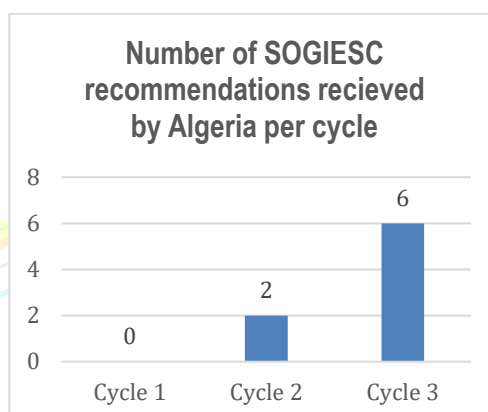 Number of SOGIESC
recommendations recieved
by Algeria per cycle
8
6
4
2
0
0
2
6
Cycle 1
Cycle 2
Cycle 3